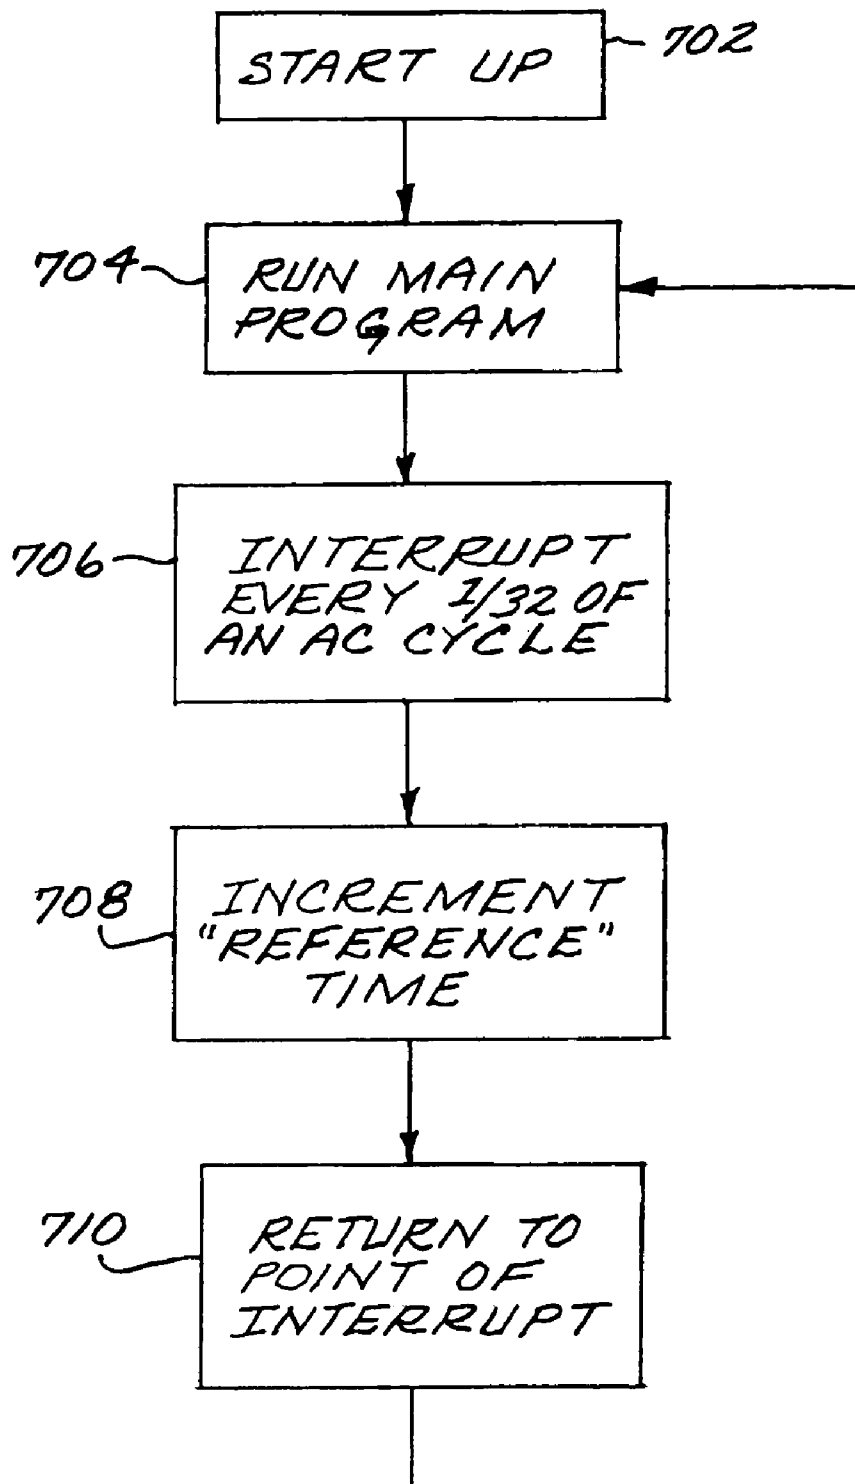 START UP
702
704
RUN MAIN
PROGRAM
706
INTERRUPT
EVERY 1/32 OF
AN AC CYCLE
708
INCREMENT
"REFERENCE"
TIME
710
RETURN TO
POINT OF
INTERRUPT